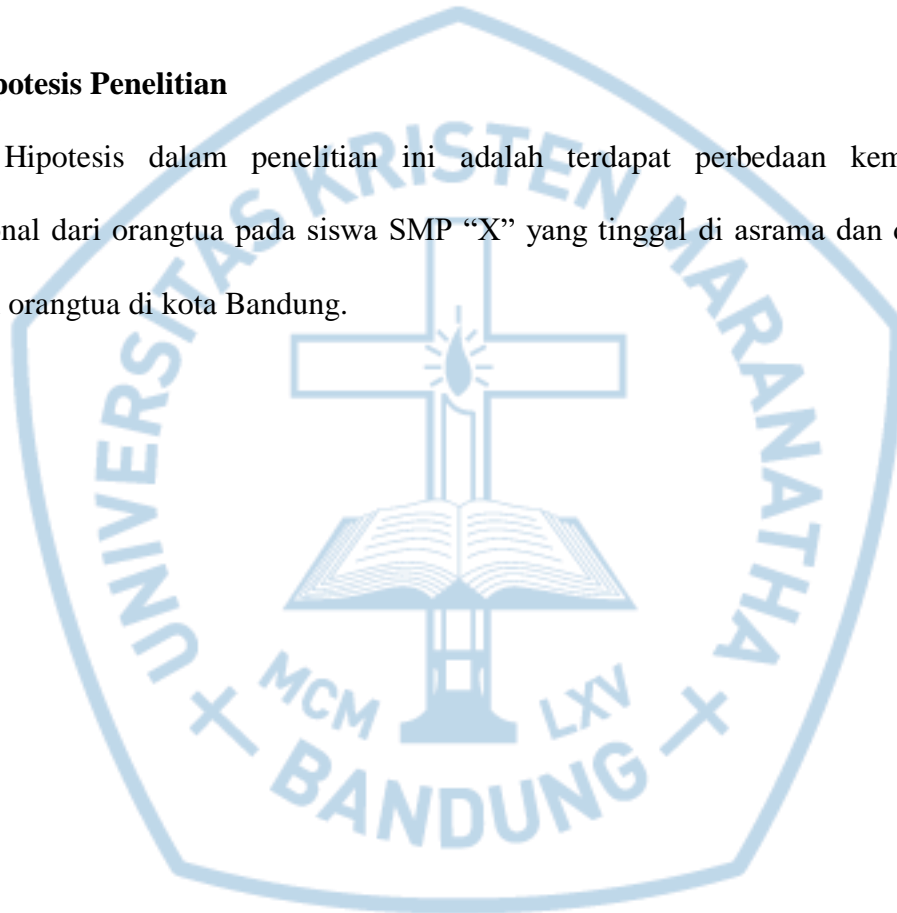 potesis Penelitian
Hipotesis dalam penelitian ini adalah terdapat perbedaan kem
onal dari orangtua pada siswa SMP “X” yang tinggal di asrama dan
orangtua di kota Bandung.
UNIVERSITAS KRISTEN MARANATHA
MCM LXV
BANDUNG